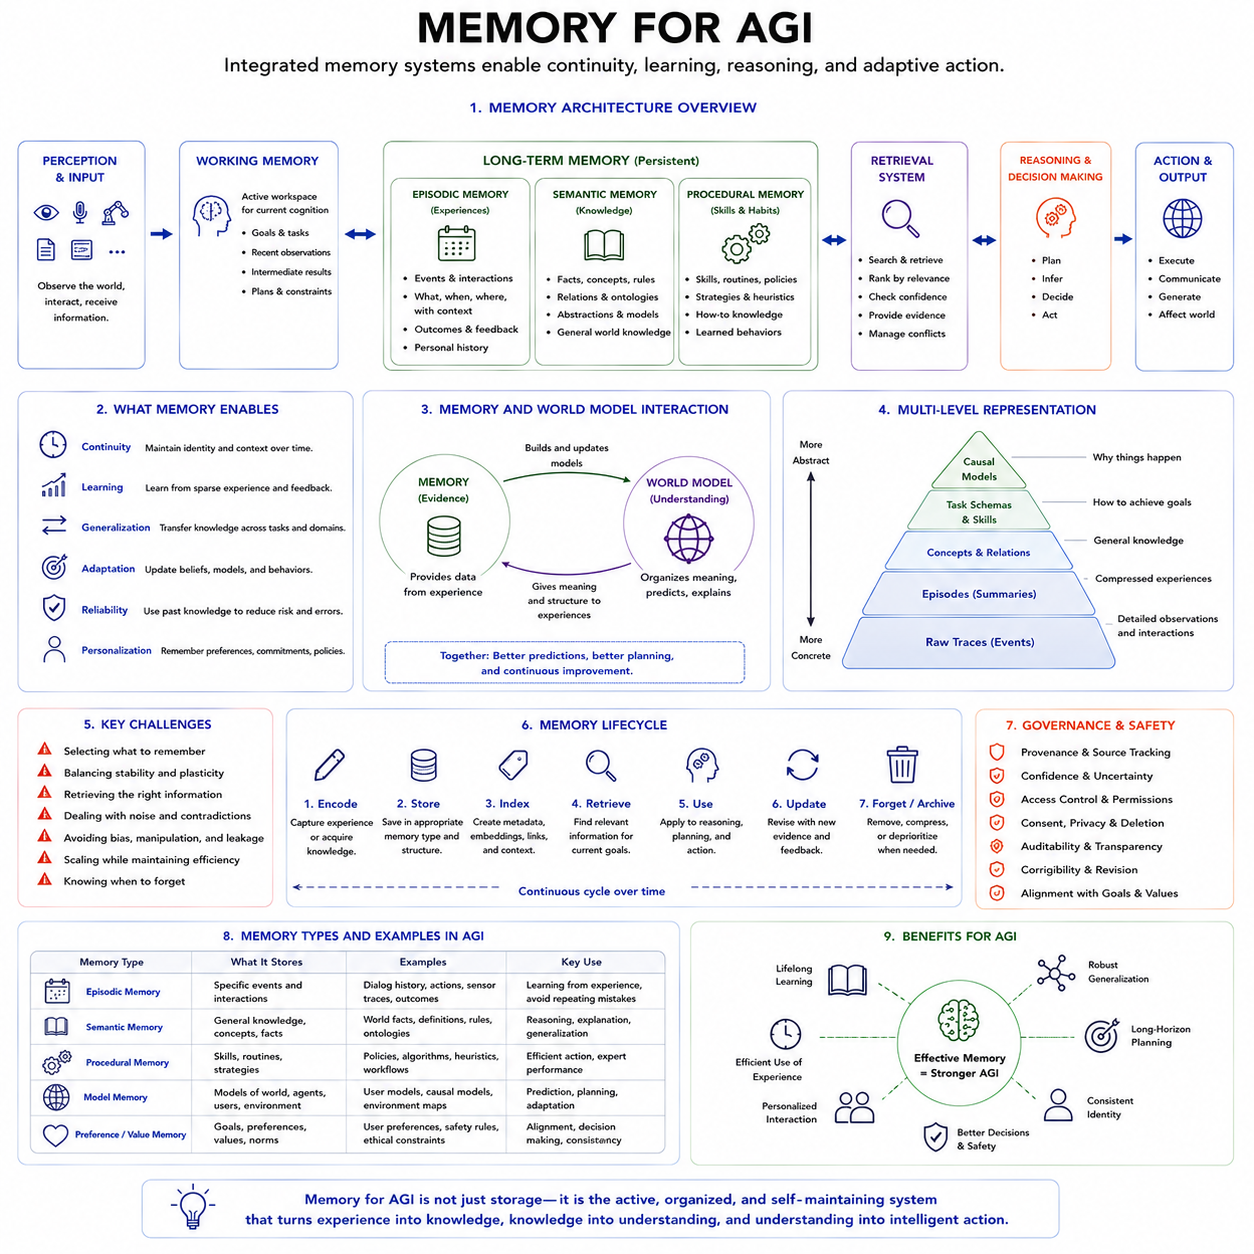 MEMORY FOR AGI
Integrated memory systems enable continuity, learning, reasoning, and adaptive action.
1. MEMORY ARCHITECTURE OVERVIEW
PERCEPTION
& INPUT
Observe the world,
interact, receive
information.
WORKING MEMORY
Active workspace
for current cognition
• Goals & tasks
• Recent observations
• Intermediate results
• Plans & constraints
LONG-TERM MEMORY (Persistent)
EPISODIC MEMORY
(Experiences)
• Events & interactions
• What, when, where,
with context
• Outcomes & feedback
• Personal history
SEMANTIC MEMORY
(Knowledge)
• Facts, concepts, rules
• Relations & ontologies
• Abstractions & models
• General world knowledge
PROCEDURAL MEMORY
(Skills & Habits)
• Skills, routines, policies
• Strategies & heuristics
• How-to knowledge
• Learned behaviors
RETRIEVAL
SYSTEM
• Search & retrieve
• Rank by relevance
• Check confidence
• Provide evidence
• Manage conflicts
REASONING &
DECISION MAKING
• Plan
• Infer
• Decide
• Act
ACTION &
OUTPUT
• Execute
• Communicate
• Generate
• Affect world
2. WHAT MEMORY ENABLES
Continuity Maintain identity and context over time.
Learning Learn from sparse experience and feedback.
Generalization Transfer knowledge across tasks and domains.
Adaptation Update beliefs, models, and behaviors.
Reliability Use past knowledge to reduce risk and errors.
Personalization Remember preferences, commitments, policies.
3. MEMORY AND WORLD MODEL INTERACTION
Builds and updates
models
MEMORY
(Evidence)
Provides data
from experience
WORLD MODEL
(Understanding)
Organizes meaning,
predicts, explains
Gives meaning
and structure to
experiences
Together: Better predictions, better planning,
and continuous improvement.
4. MULTI-LEVEL REPRESENTATION
More
Abstract
More
Concrete
Causal
Models
Why things happen
Task Schemas
& Skills
How to achieve goals
Concepts & Relations
General knowledge
Episodes (Summaries)
Compressed experiences
Raw Traces (Events)
Detailed observations
and interactions
5. KEY CHALLENGES
Selecting what to remember
Balancing stability and plasticity
Retrieving the right information
Dealing with noise and contradictions
Avoiding bias, manipulation, and leakage
Scaling while maintaining efficiency
Knowing when to forget
6. MEMORY LIFECYCLE
1. Encode
Capture experience
or acquire
knowledge.
2. Store
Save in appropriate
memory type and
structure.
3. Index
Create metadata,
embeddings, links,
and context.
4. Retrieve
Find relevant
information for
current goals.
5. Use
Apply to reasoning,
planning, and
action.
6. Update
Revise with new
evidence and
feedback.
7. Forget / Archive
Remove, compress,
or deprioritize
when needed.
Continuous cycle over time
7. GOVERNANCE & SAFETY
Provenance & Source Tracking
Confidence & Uncertainty
Access Control & Permissions
Consent, Privacy & Deletion
Auditability & Transparency
Corrigibility & Revision
Alignment with Goals & Values
8. MEMORY TYPES AND EXAMPLES IN AGI
Memory Type What It Stores Examples Key Use
Episodic Memory
Specific events and
interactions
Dialog history, actions, sensor
traces, outcomes
Learning from experience,
avoid repeating mistakes
Semantic Memory
General knowledge,
concepts, facts
World facts, definitions, rules,
ontologies
Reasoning, explanation,
generalization
Procedural Memory
Skills, routines,
strategies
Policies, algorithms, heuristics,
workflows
Efficient action, expert
performance
Model Memory
Models of world, agents,
users, environment
User models, causal models,
environment maps
Prediction, planning,
adaptation
Preference / Value Memory
Goals, preferences,
values, norms
User preferences, safety rules,
ethical constraints
Alignment, decision
making, consistency
9. BENEFITS FOR AGI
Lifelong
Learning
Robust
Generalization
Efficient Use of
Experience
Effective Memory
= Stronger AGI
Long-Horizon
Planning
Personalized
Interaction
Consistent
Identity
Better Decisions
& Safety
Memory for AGI is not just storage—it is the active, organized, and self-maintaining system
that turns experience into knowledge, knowledge into understanding, and understanding into intelligent action.